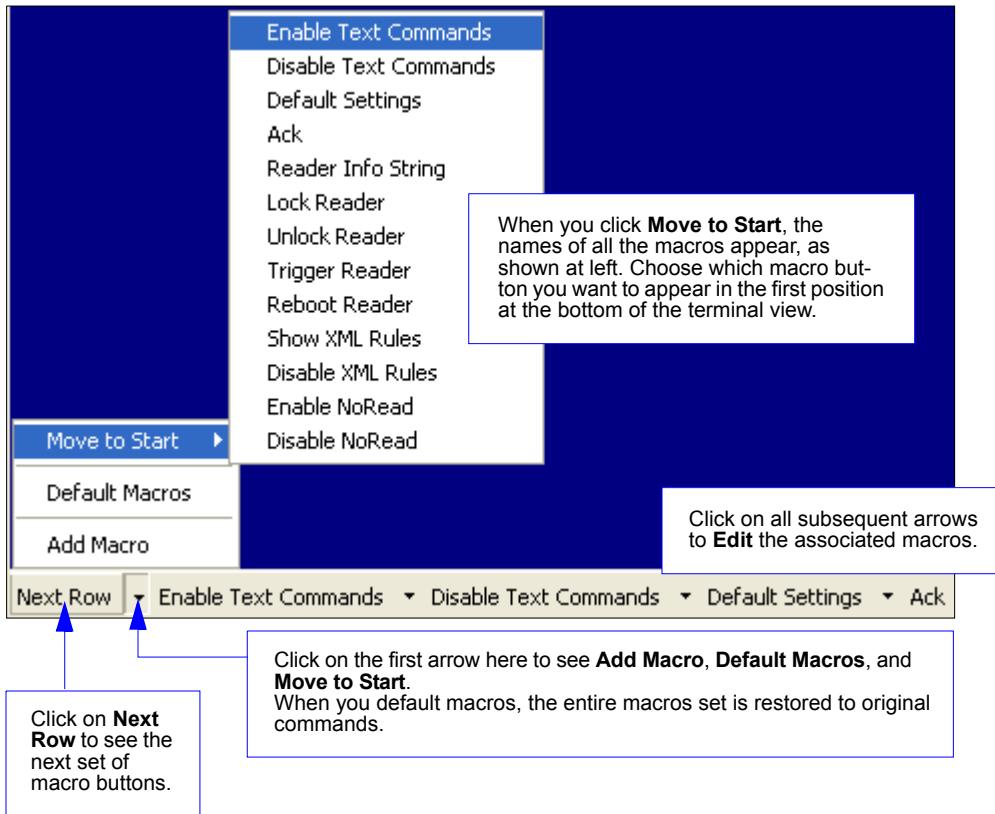 Enable Text Commands
Disable Text Commands
Default Settings
Ack
Reader Info String
Lock Reader
Unlock Reader
Trigger Reader
Reboot Reader
Show XML Rules
Disable XML Rules
Enable NoRead
Disable NoRead
When you click Move to Start, the
names of all the macros appear, as
shown at left. Choose which macro but-
ton you want to appear in the first position
at the bottom of the terminal view.
Move to Start
Default Macros
Add Macro
Click on all subsequent arrows
to Edit the associated macros.
Next Row Enable Text Commands Disable Text Commands Default Settings Ack
Click on the first arrow here to see Add Macro, Default Macros, and
Move to Start.
When you default macros, the entire macros set is restored to original
commands.
Click on Next
Row to see the
next set of
macro buttons.